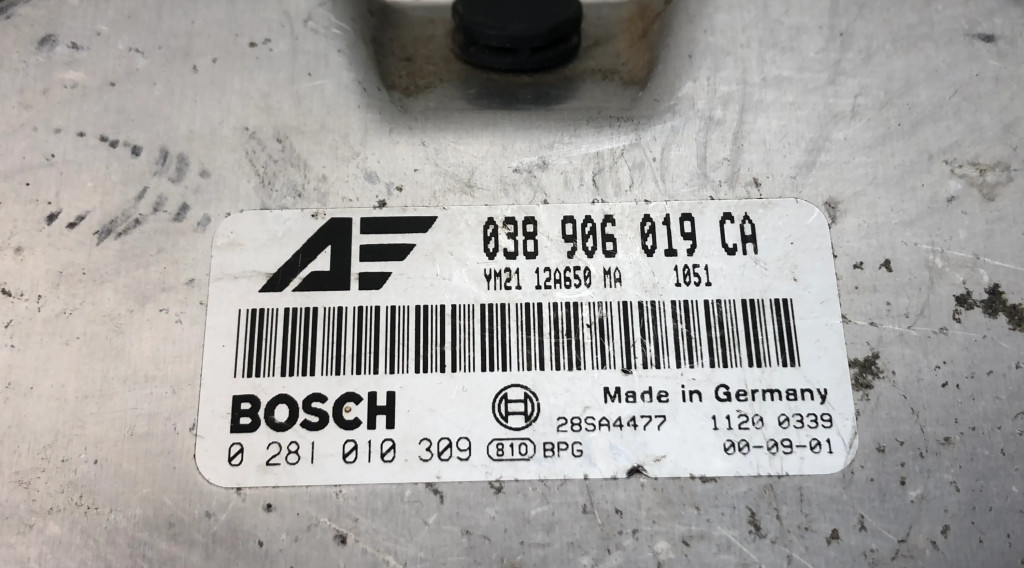 AE
038 906 019 CA
YM21 12A650 MA 1051
BOSCH
Made in Germany
28SA4477 1120 0339
0 281 010 309 810 BPG 00-09-01